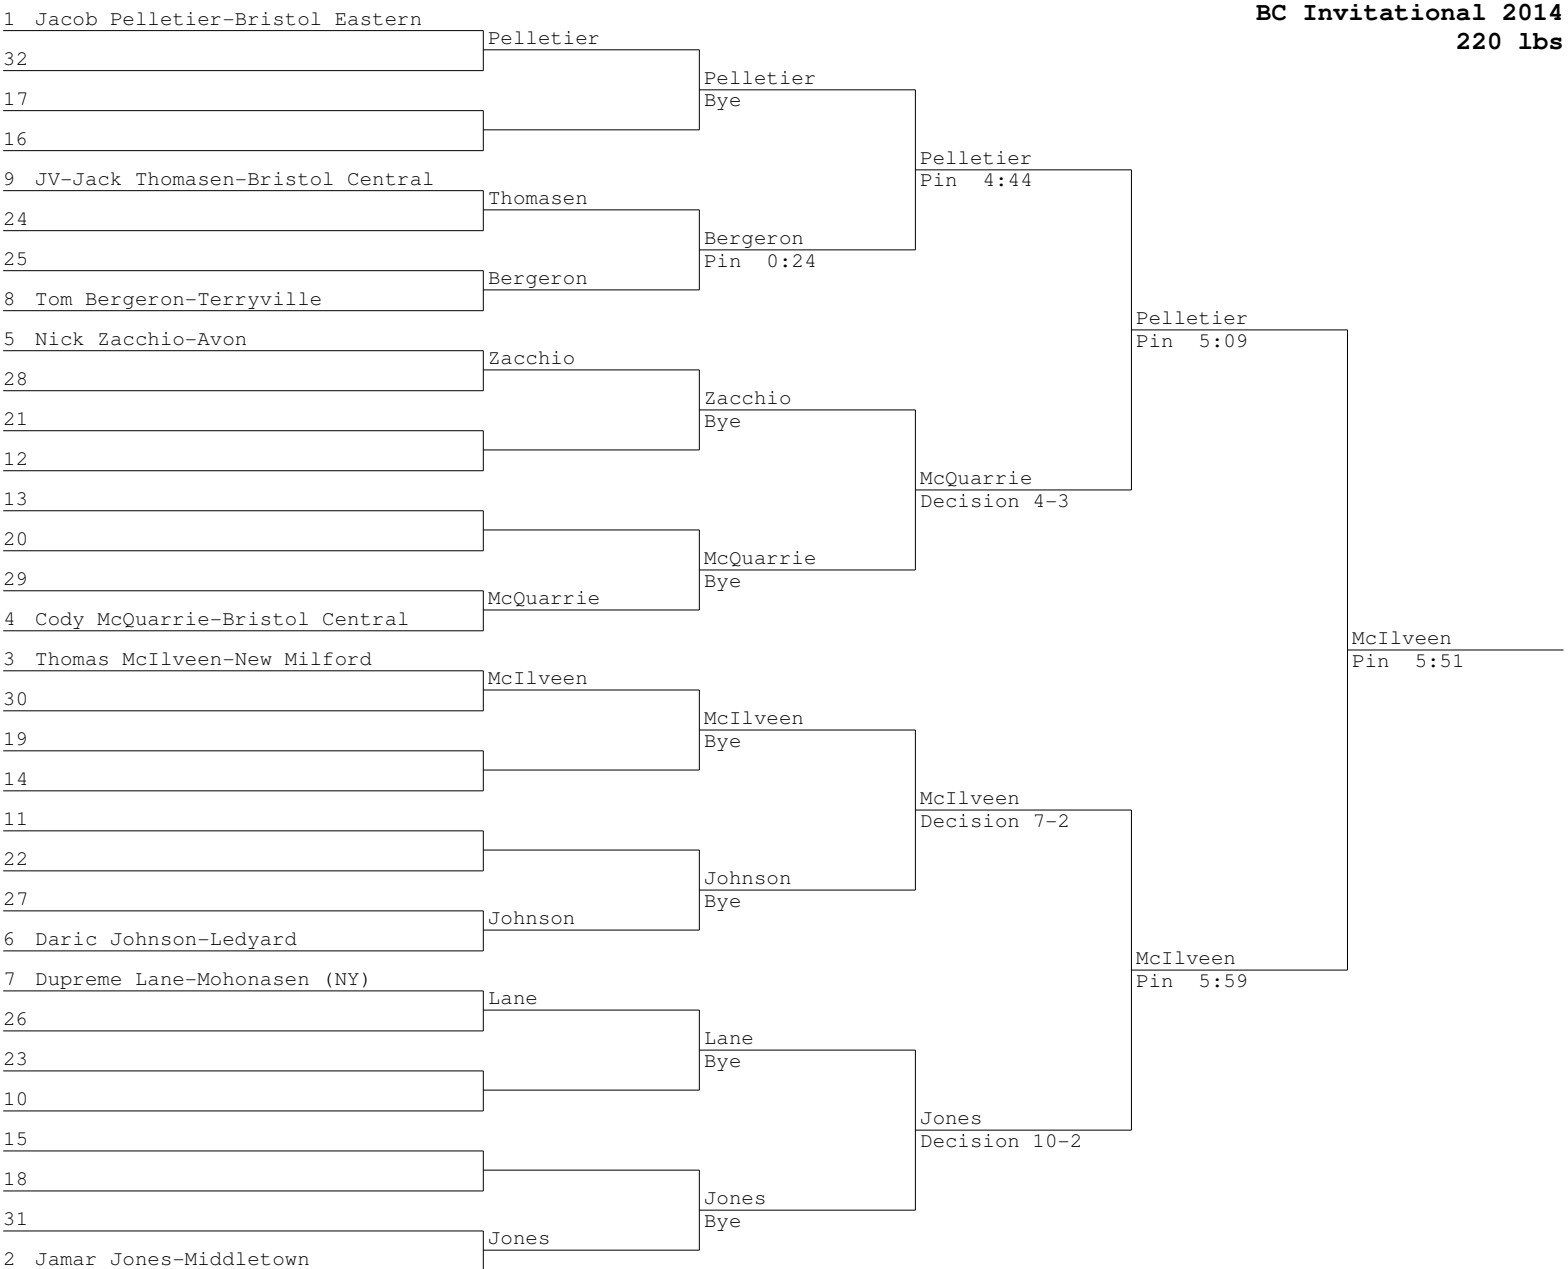 BC Invitational 2014
220 lbs
1 Jacob Pelletier-Bristol Eastern
32
17
16
9 JV-Jack Thomasen-Bristol Central
24
25
8 Tom Bergeron-Terryville
5 Nick Zacchio-Avon
28
21
12
13
20
29
4 Cody McQuarrie-Bristol Central
3 Thomas McIlveen-New Milford
30
19
14
11
22
27
6 Daric Johnson-Ledyard
7 Dupreme Lane-Mohonasen (NY)
26
23
10
15
18
31
2 Jamar Jones-Middletown
Pelletier
Thomasen
Bergeron
Zacchio
McQuarrie
McIlveen
Johnson
Lane
Jones
Pelletier
Bye
Bergeron
Pin 0:24
Zacchio
Bye
McQuarrie
Bye
McIlveen
Bye
Johnson
Bye
Lane
Bye
Jones
Bye
Pelletier
Pin 4:44
McQuarrie
Decision 4-3
McIlveen
Decision 7-2
Jones
Decision 10-2
Pelletier
Pin 5:09
McIlveen
Pin 5:59
McIlveen
Pin 5:51